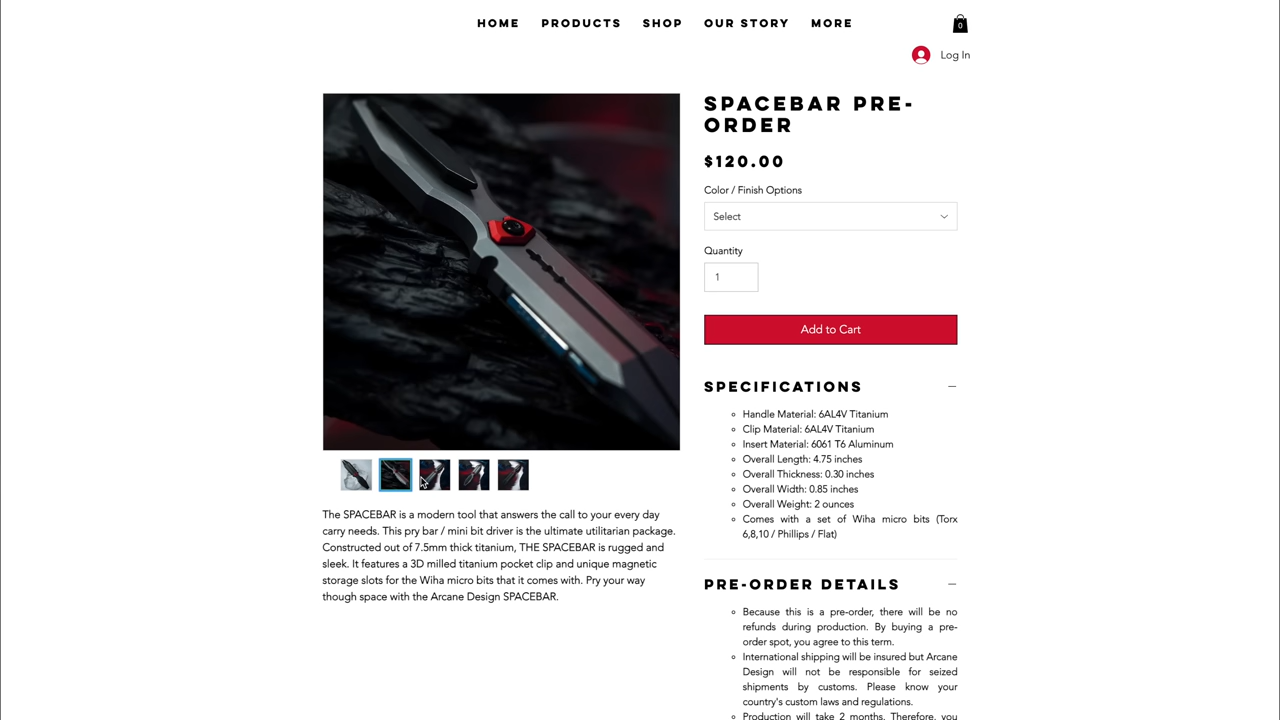 HOME PRODUCTS SHOP OUR STORY MORE
0
Log In
SPACEBAR PRE-
ORDER
$120.00
Color / Finish Options
Select
Quantity
1
Add to Cart
SPECIFICATIONS
Handle Material: 6AL4V Titanium
Clip Material: 6AL4V Titanium
Insert Material: 6061 T6 Aluminum
Overall Length: 4.75 inches
Overall Thickness: 0.30 inches
Overall Width: 0.85 inches
Overall Weight: 2 ounces
Comes with a set of Wiha micro bits (Torx
6,8,10 / Phillips / Flat)
The SPACEBAR is a modern tool that answers the call to your every day
carry needs. This pry bar / mini bit driver is the ultimate utilitarian package.
Constructed out of 7.5mm thick titanium, THE SPACEBAR is rugged and
sleek. It features a 3D milled titanium pocket clip and unique magnetic
storage slots for the Wiha micro bits that it comes with. Pry your way
though space with the Arcane Design SPACEBAR.
PRE-ORDER DETAILS
Because this is a pre-order, there will be no
refunds during production. By buying a pre-
order spot, you agree to this term.
International shipping will be insured but Arcane
Design will not be responsible for seized
shipments by customs. Please know your
country's custom laws and regulations.
Production will take 2 months. Therefore, you